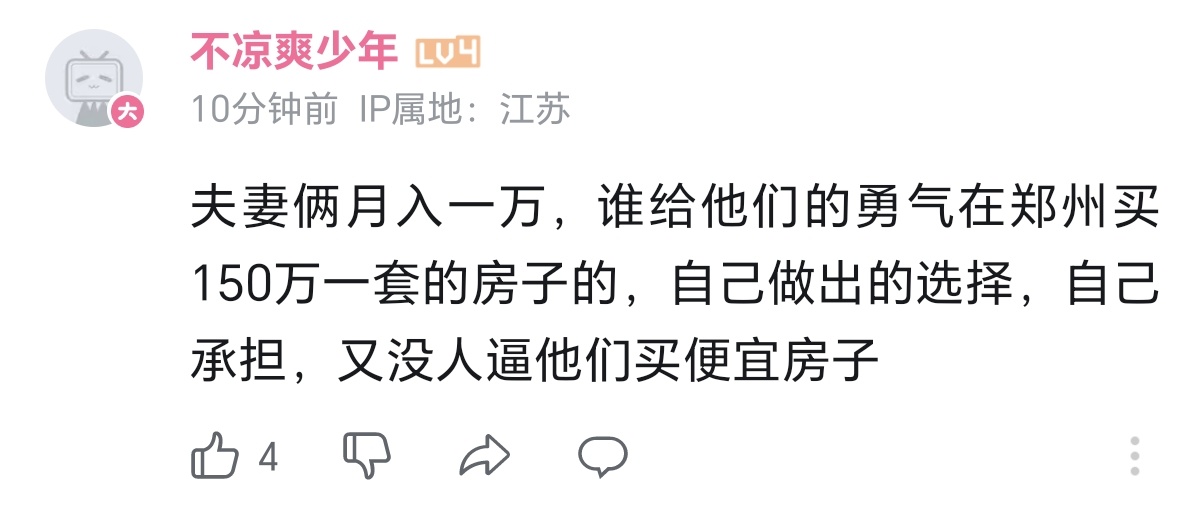 不凉爽少年 LV4
10分钟前 IP属地：江苏
夫妻俩月入一万，谁给他们的勇气在郑州买
150万一套的房子的，自己做出的选择，自己
承担，又没人逼他们买便宜房子
4
大